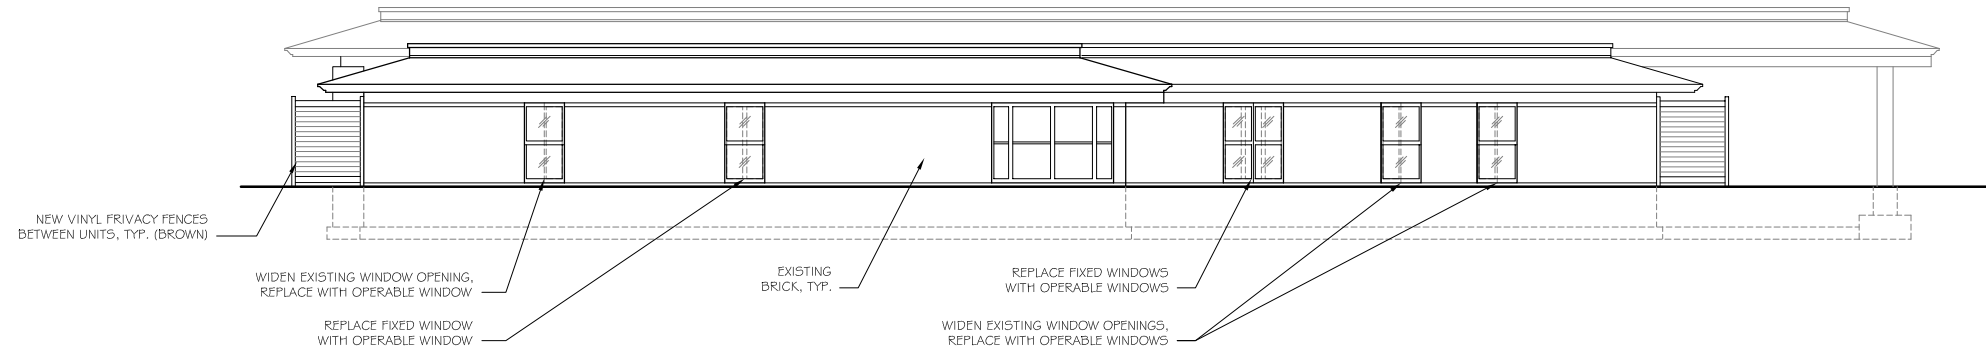 NEW VINYL FRIVACY FENCES
BETWEEN UNITS, TYP. (BROWN)
WIDEN EXISTING WINDOW OPENING,
REPLACE WITH OPERABLE WINDOW
REPLACE FIXED WINDOW
WITH OPERABLE WINDOW
EXISTING
BRICK, TYP.
REPLACE FIXED WINDOWS
WITH OPERABLE WINDOWS
WIDEN EXISTING WINDOW OPENINGS,
REPLACE WITH OPERABLE WINDOWS